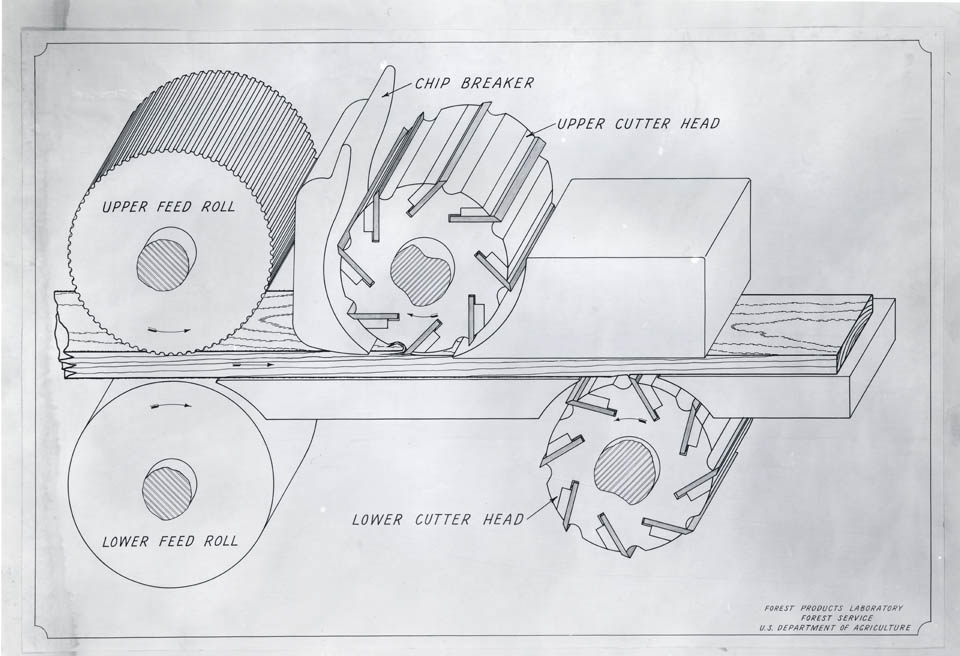 CHIP BREAKER
UPPER CUTTER HEAD
UPPER FEED ROLL
LOWER CUTTER HEAD
LOWER FEED ROLL
FOREST PRODUCTS LABORATORY
FOREST SERVICE
U.S. DEPARTMENT OF AGRICULTURE